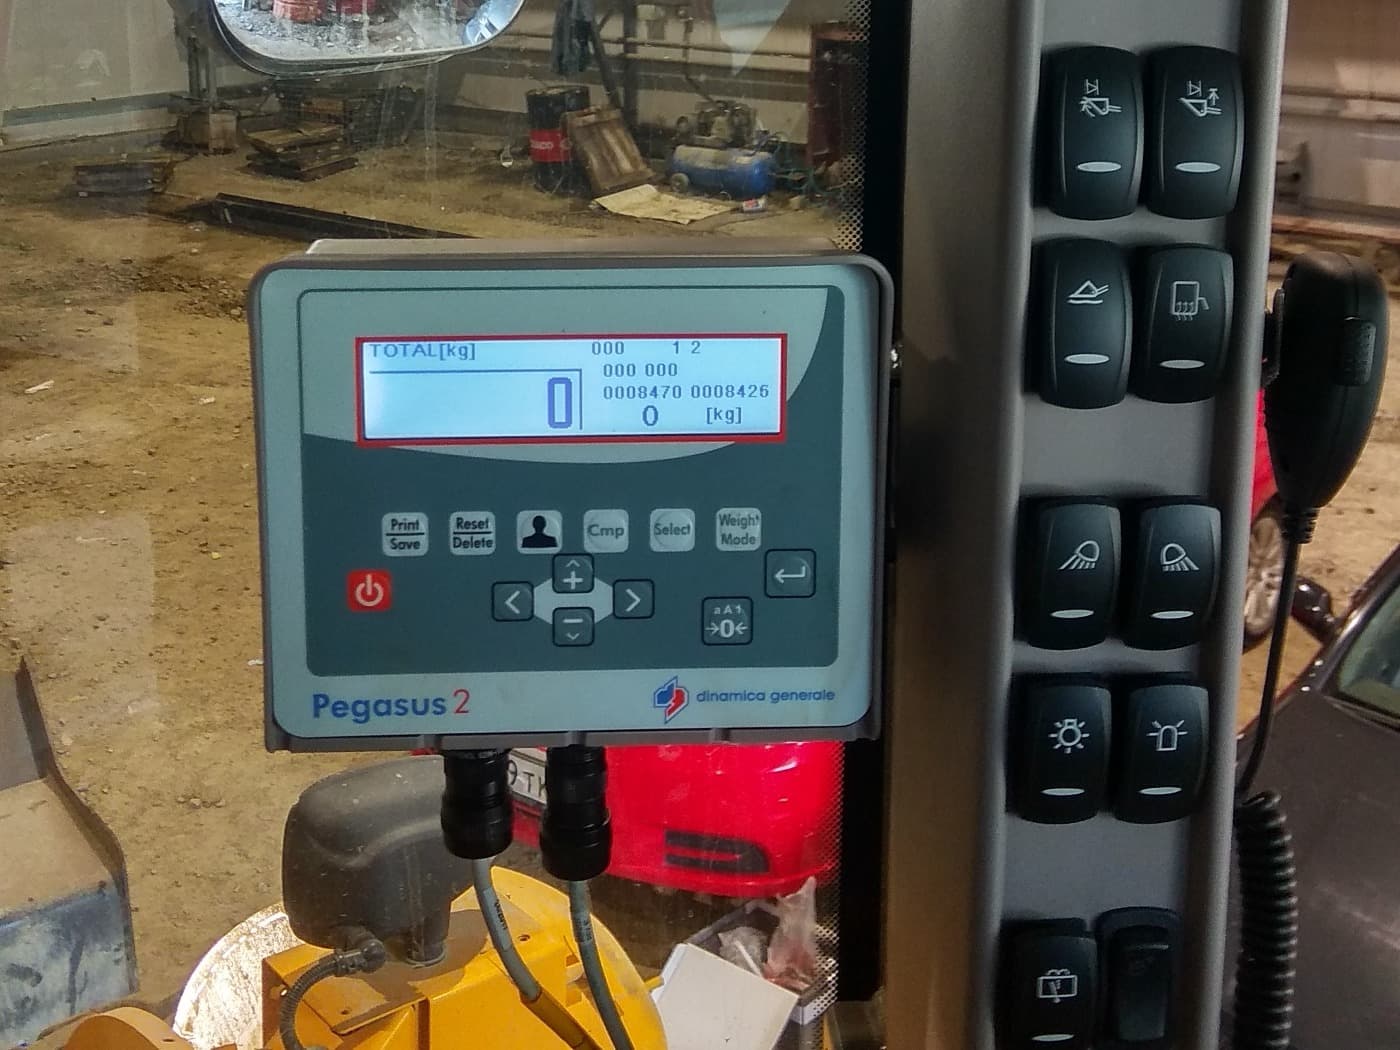 TOTAL[kg] 000 1 2
000 000
0008470 0008426
0 0 [kg]
Print
Save
Reset
Delete
Cmp
Select
Weight
Mode
aA1
→0←
Pegasus 2
dinamica generale